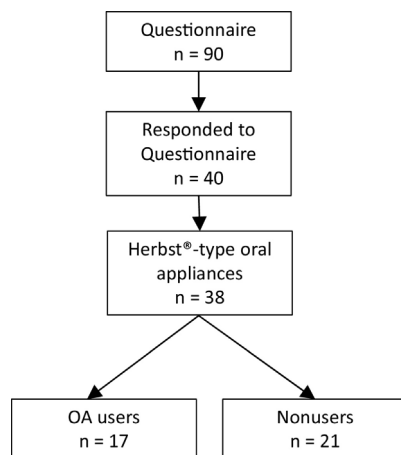 Questionnaire
n = 90
Responded to
Questionnaire
n = 40
Herbst®-type oral
appliances
n = 38
OA users
n = 17
Nonusers
n = 21